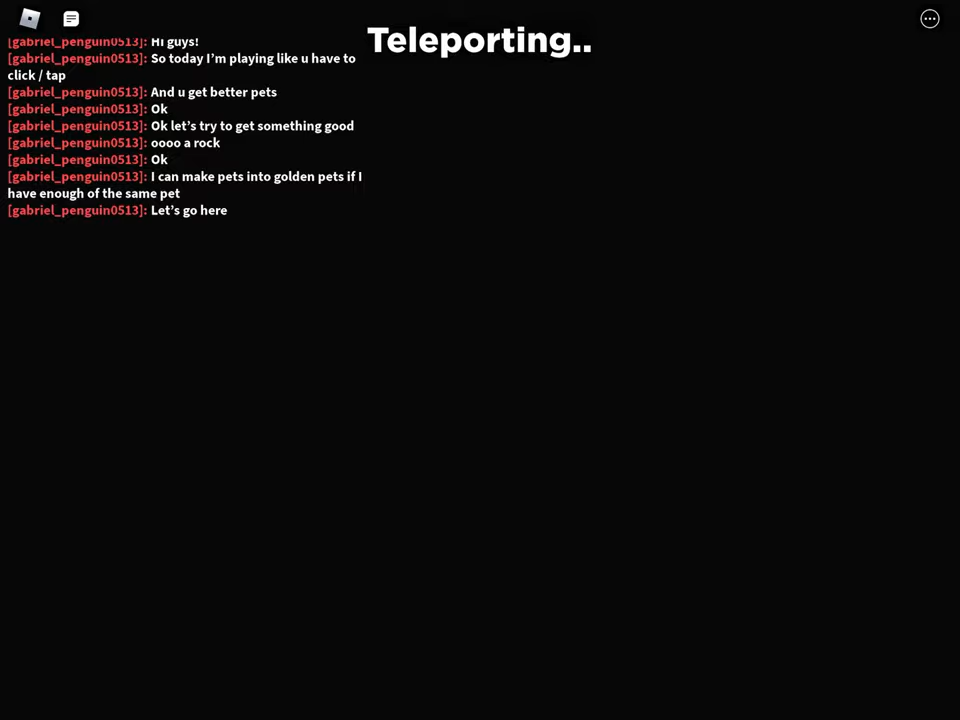 Teleporting..
[gabriel_penguin0513]: Hi guys!
[gabriel_penguin0513]: So today I'm playing like u have to
click / tap
[gabriel_penguin0513]: And u get better pets
[gabriel_penguin0513]: Ok
[gabriel_penguin0513]: Ok let's try to get something good
[gabriel_penguin0513]: oooo a rock
[gabriel_penguin0513]: Ok
[gabriel_penguin0513]: I can make pets into golden pets if I
have enough of the same pet
[gabriel_penguin0513]: Let's go here